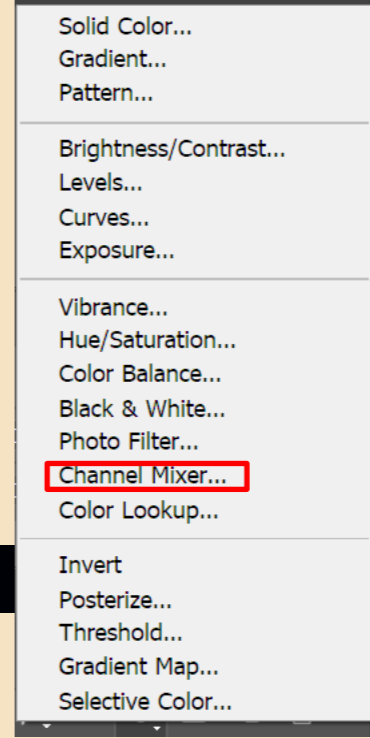 Solid Color...
Gradient...
Pattern...
Brightness/Contrast...
Levels...
Curves...
Exposure...
Vibrance...
Hue/Saturation...
Color Balance...
Black & White...
Photo Filter...
Channel Mixer...
Color Lookup...
Invert
Posterize...
Threshold...
Gradient Map...
Selective Color...